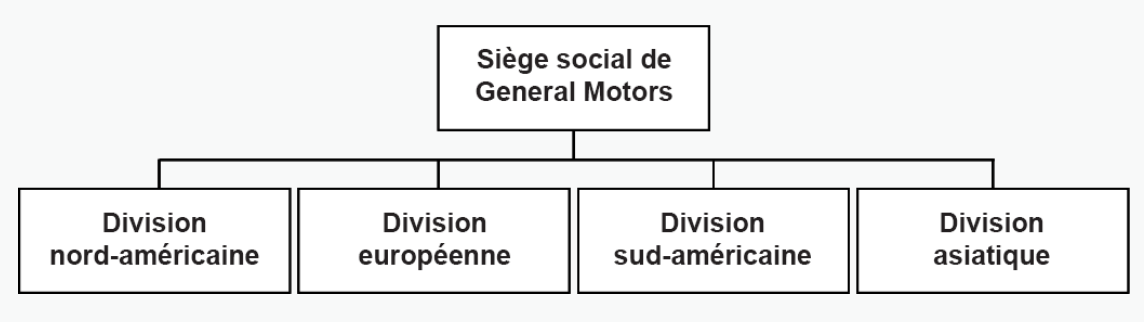 Siège social de
General Motors
Division
nord-américaine
Division
européenne
Division
sud-américaine
Division
asiatique